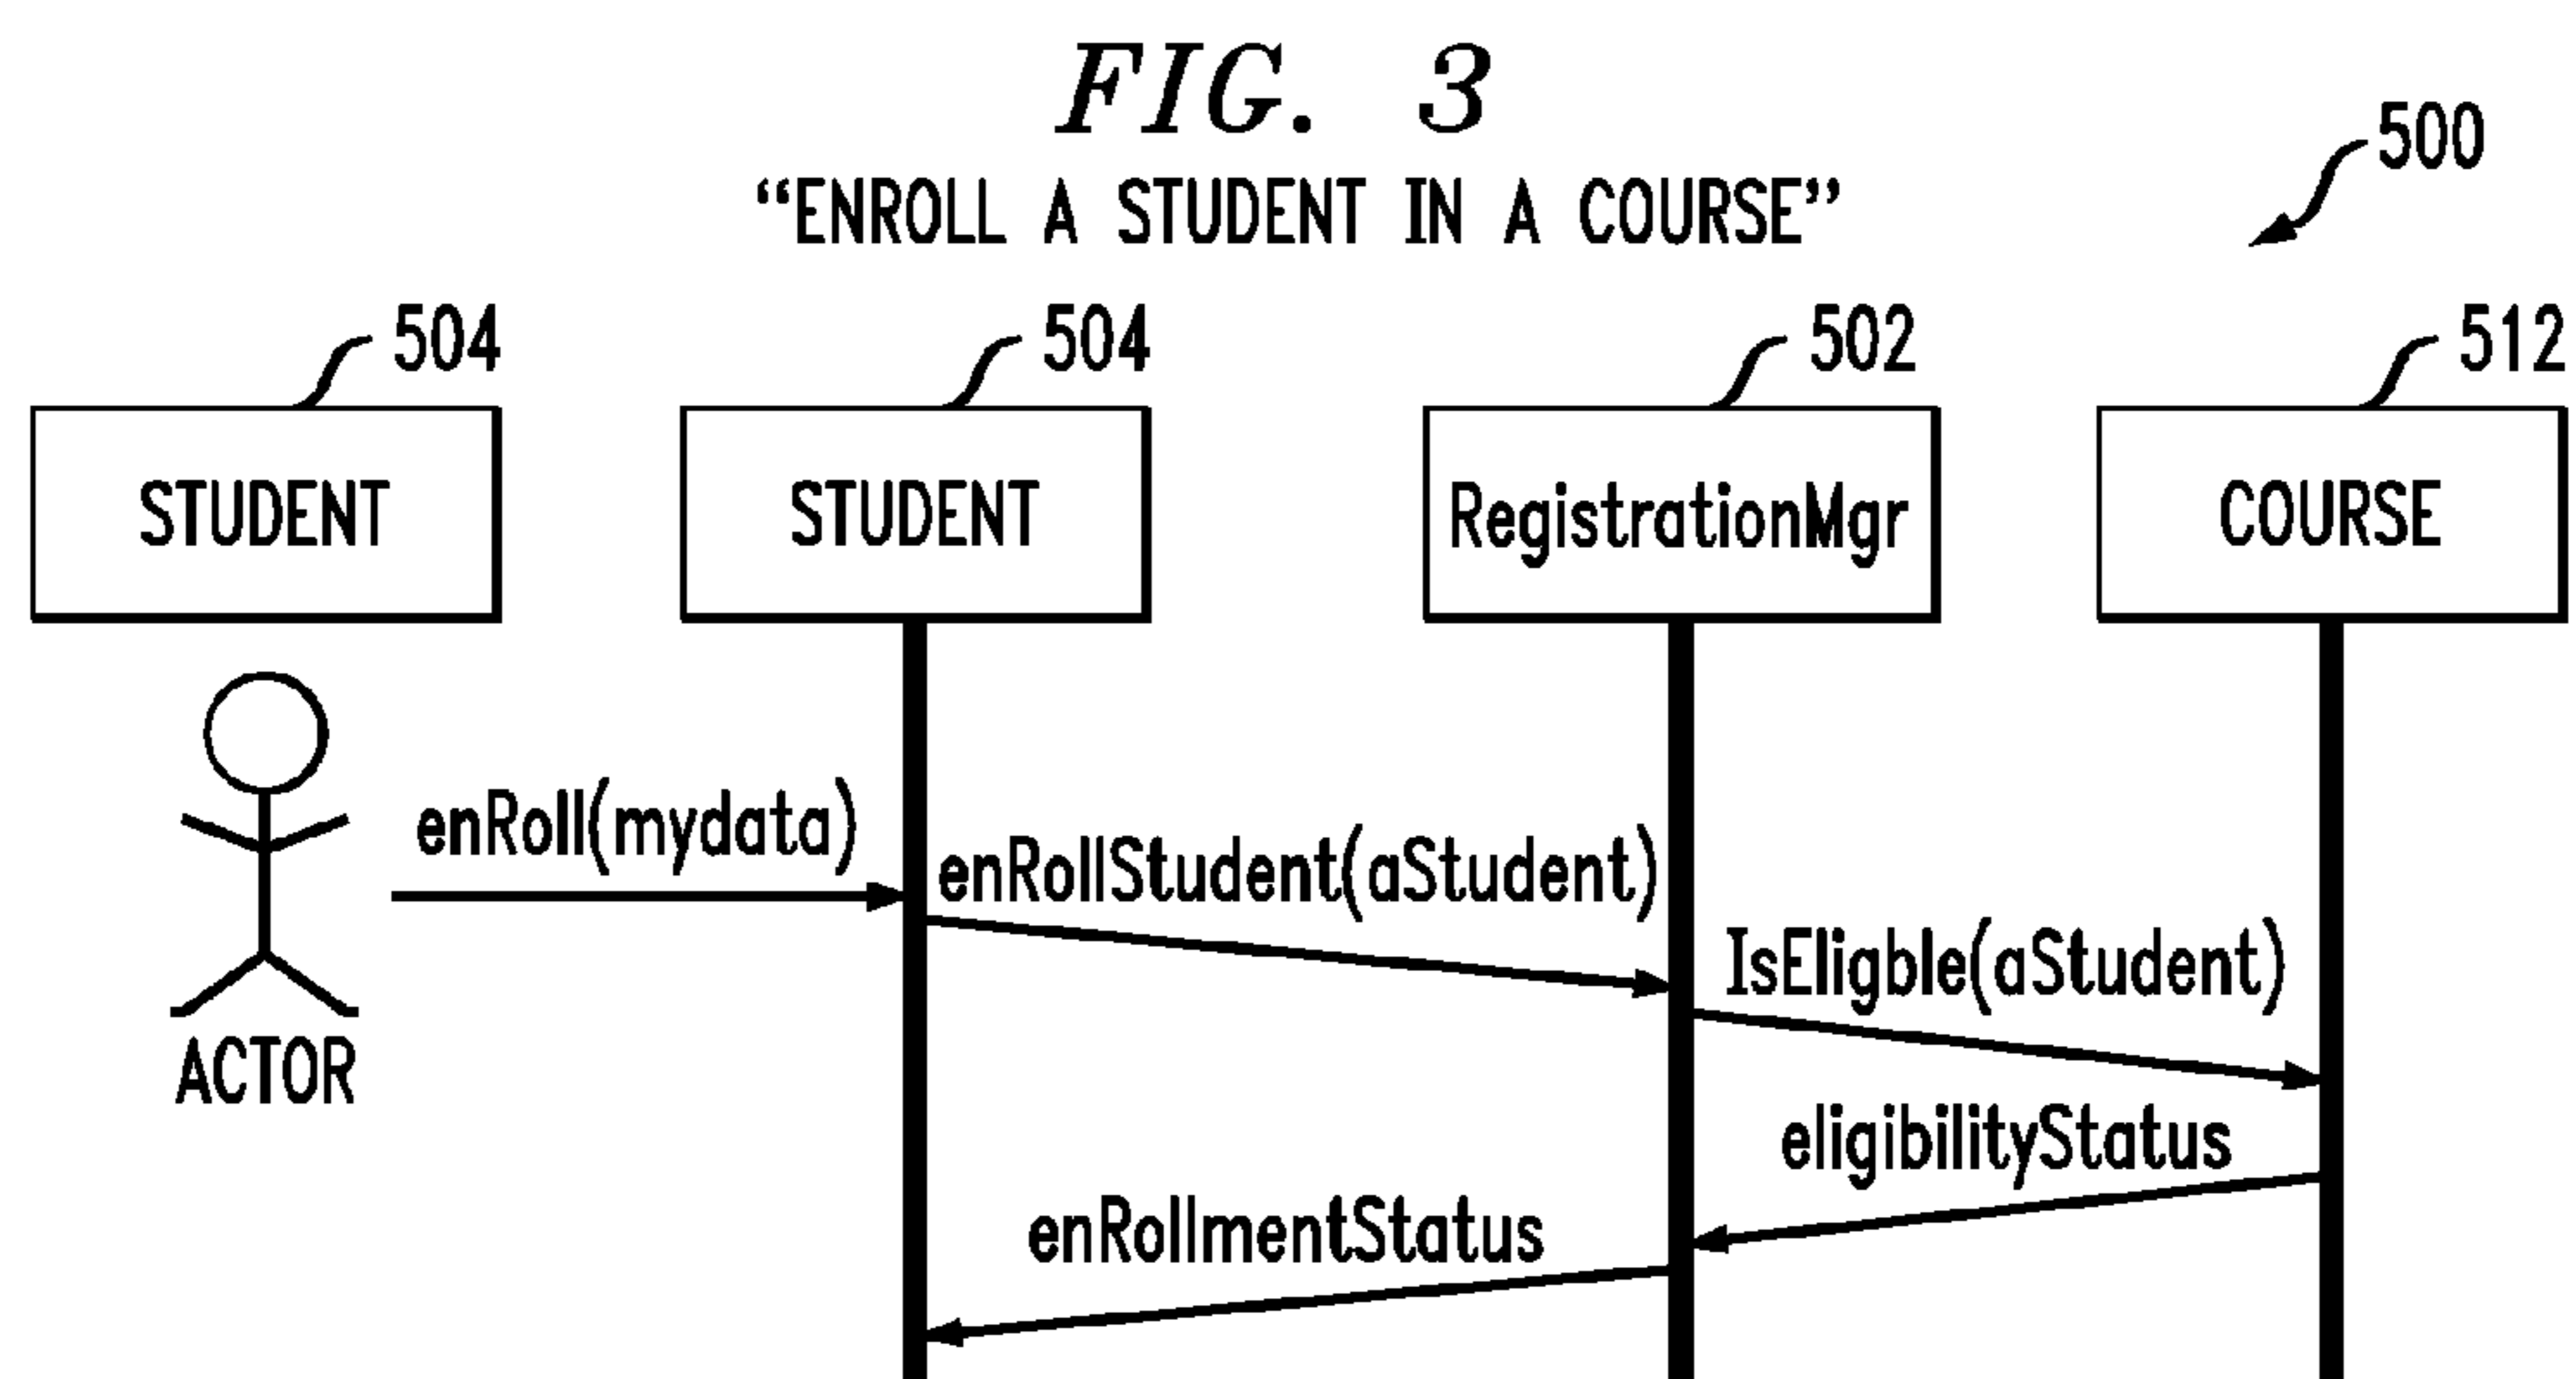 FIG. 3
“ENROLL A STUDENT IN A COURSE”
500
504
504
502
512
STUDENT
STUDENT
RegistrationMgr
COURSE
enRoll(mydata)
enRollStudent(aStudent)
IsEligble(aStudent)
ACTOR
eligibilityStatus
enRollmentStatus